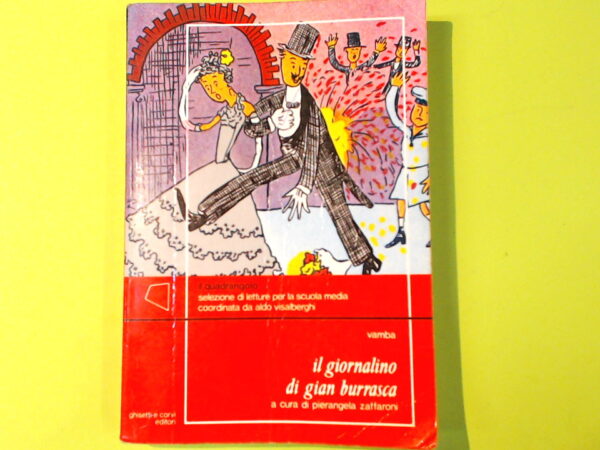 il quadrangolo
selezione di letture per la scuola media
coordinata da aldo visalberghi
vamba
il giornalino
di gian burrasca
a cura di pierangela zaffaroni
ghisetti e corvi
editori